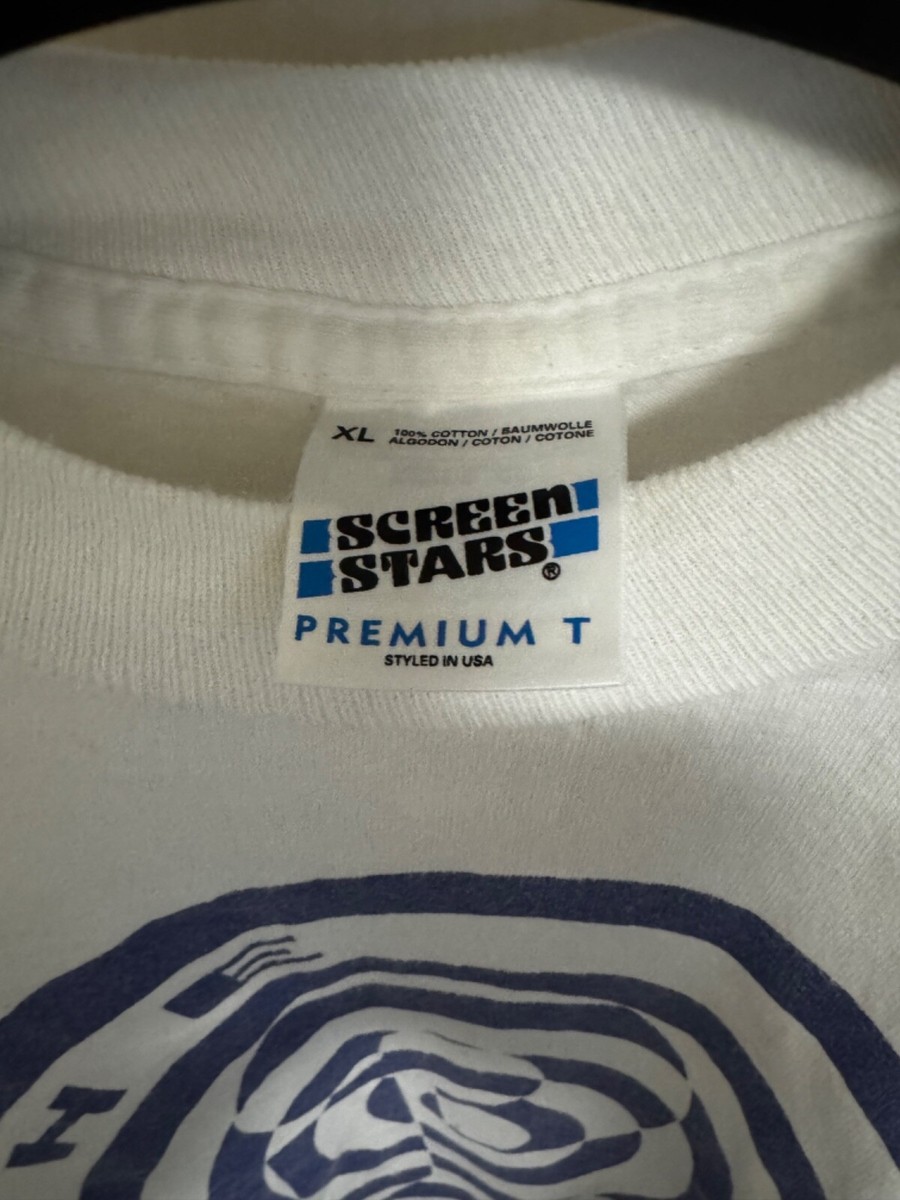 XL 100% COTTON / BAUMWOLLE
ALGODON / COTON / COTONE
SCREEN
STARS®
PREMIUM T
STYLED IN USA